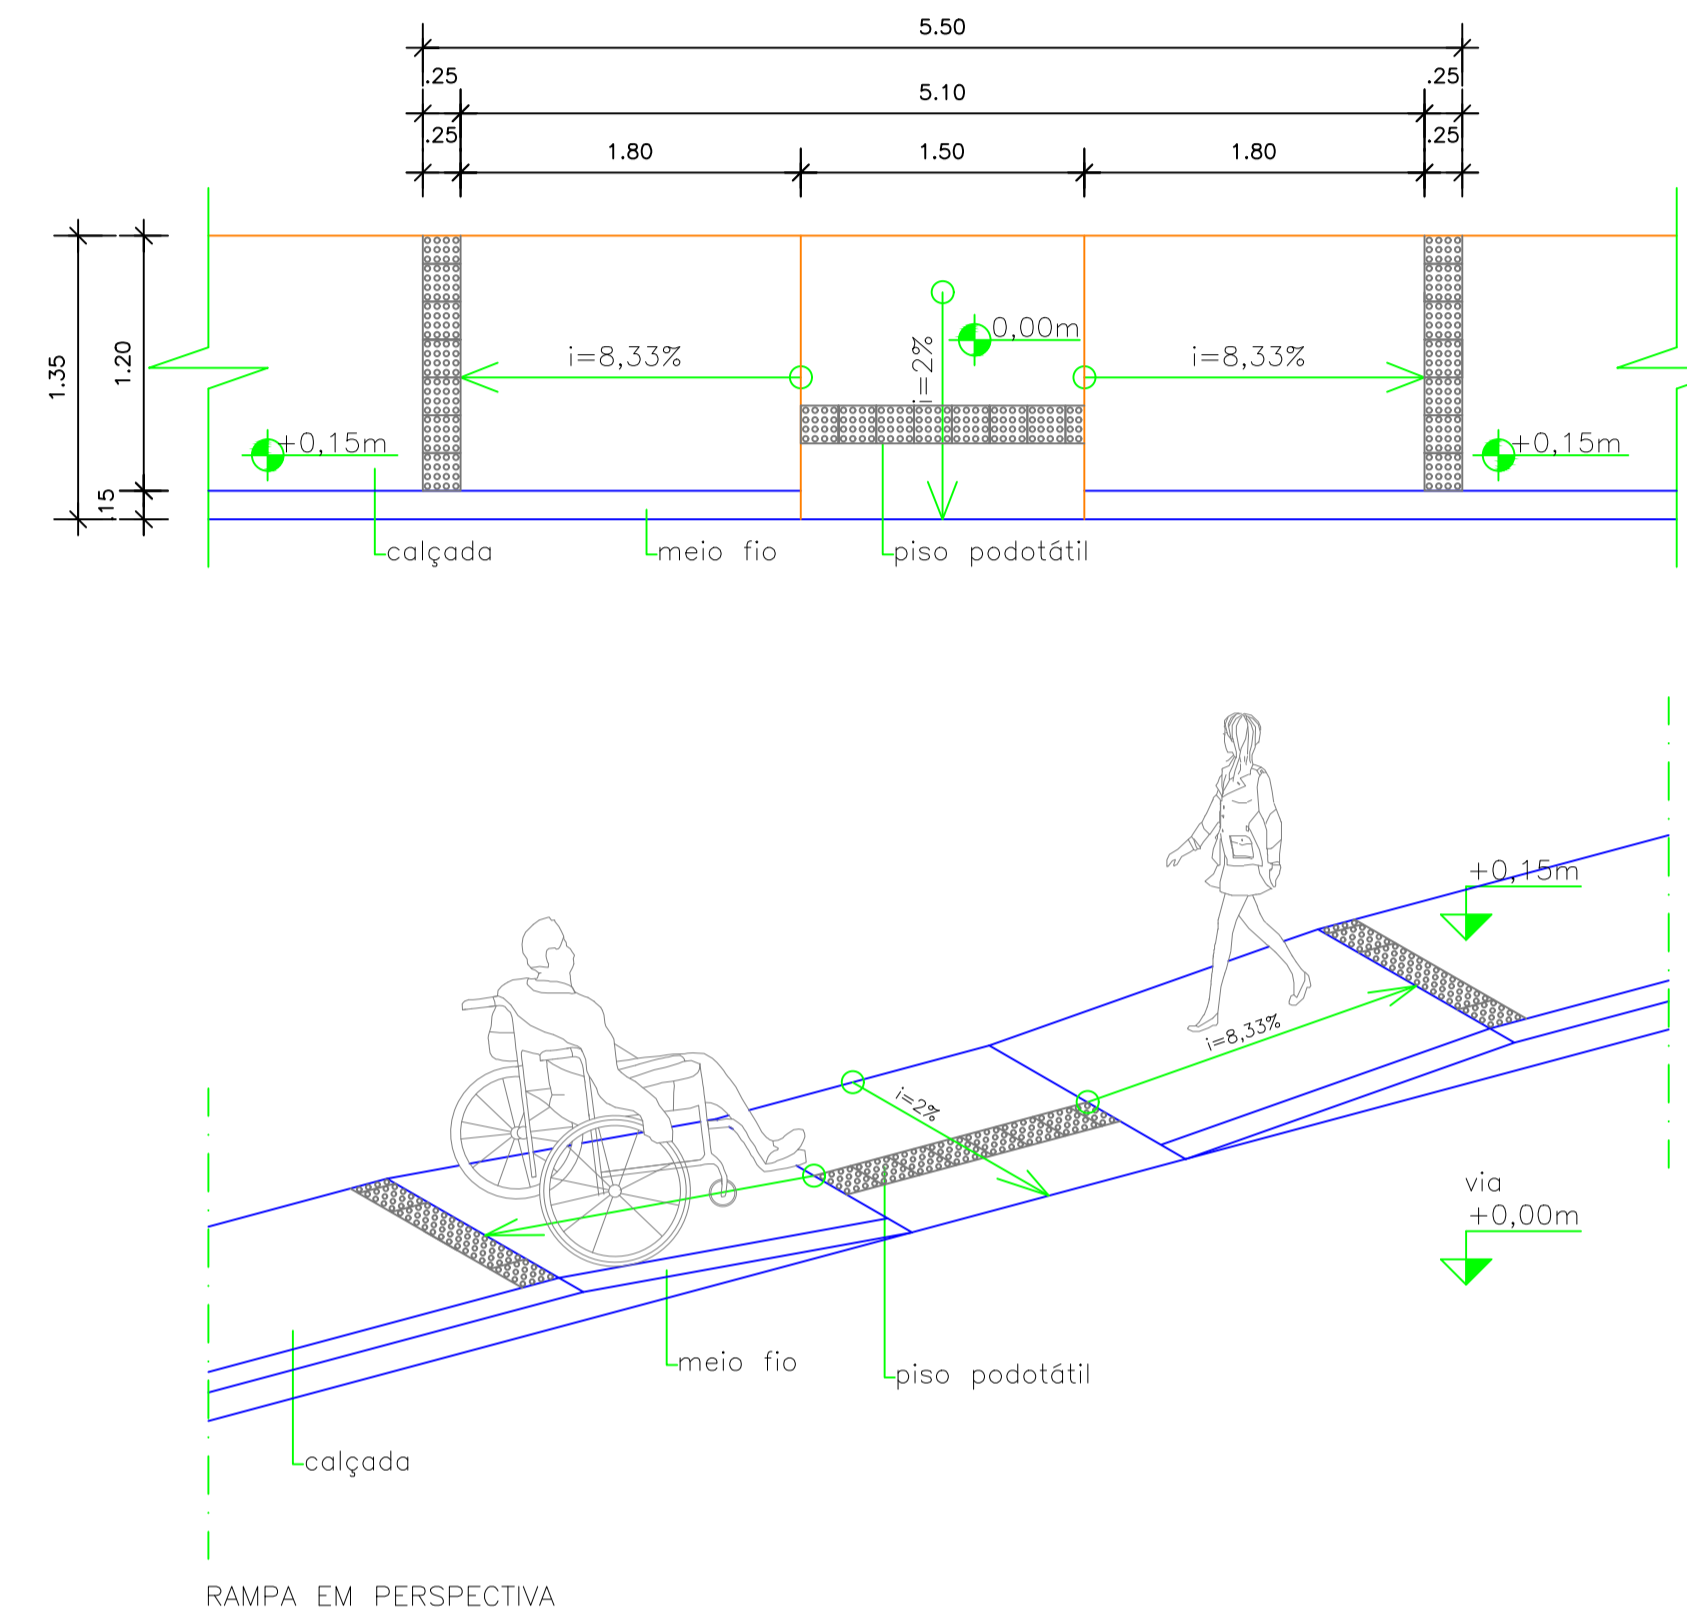 5.50
.25
.25
5.10
.25
.25
1.80
1.50
1.80
1.35
1.20
.15
i=8,33%
i=2%
0,00m
i=8,33%
+0,15m
+0,15m
calçada
meio fio
piso podotátil
+0,15m
i=8,33%
i=2%
via
+0,00m
meio fio
piso podotátil
calçada
RAMPA EM PERSPECTIVA